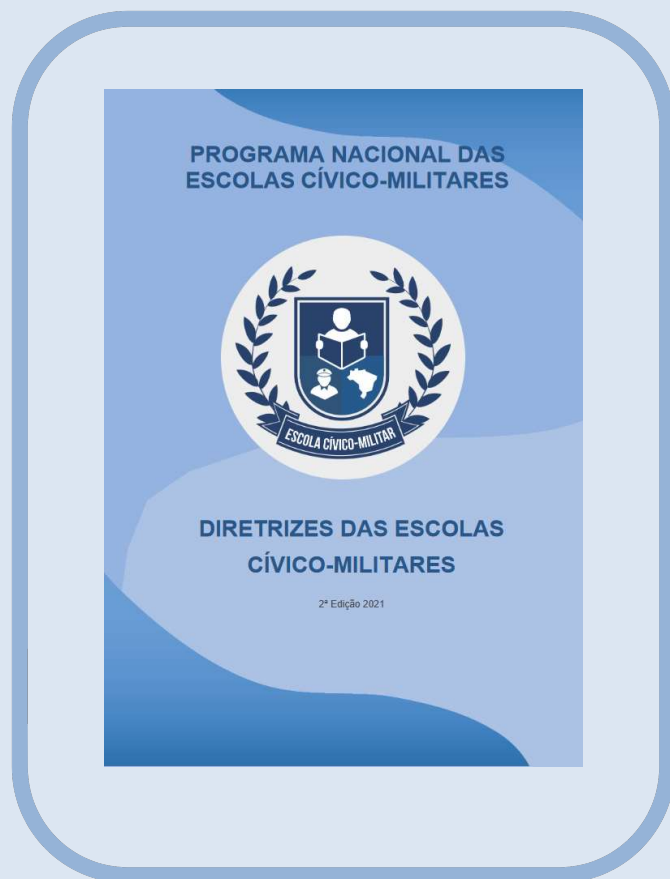 PROGRAMA NACIONAL DAS
ESCOLAS CÍVICO-MILITARES
ESCOLA CÍVICO-MILITAR
DIRETRIZES DAS ESCOLAS
CÍVICO-MILITARES
2ª Edição 2021